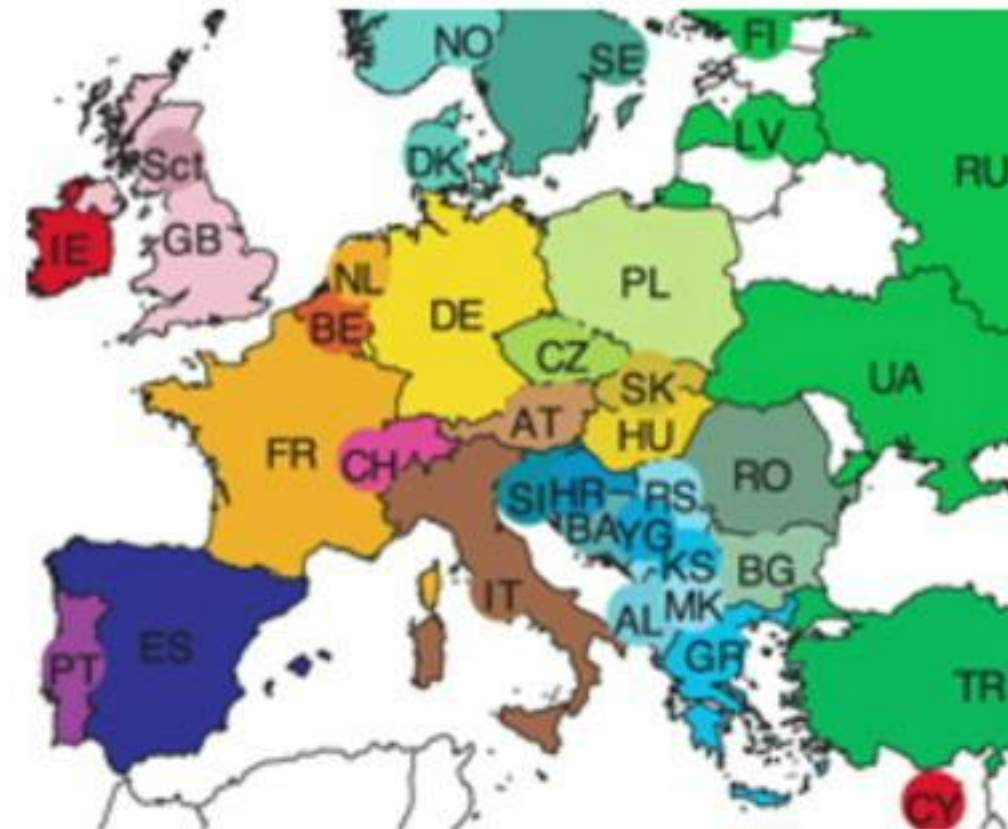 NO
SE
FI
LV
RU
Sct
DK
IE
GB
NL
BE
DE
PL
CZ
SK
UA
FR
CH
AT
HU
RO
SI
HR
RS
BA
YG
KS
BG
IT
AL
MK
GR
PT
ES
TR
CY